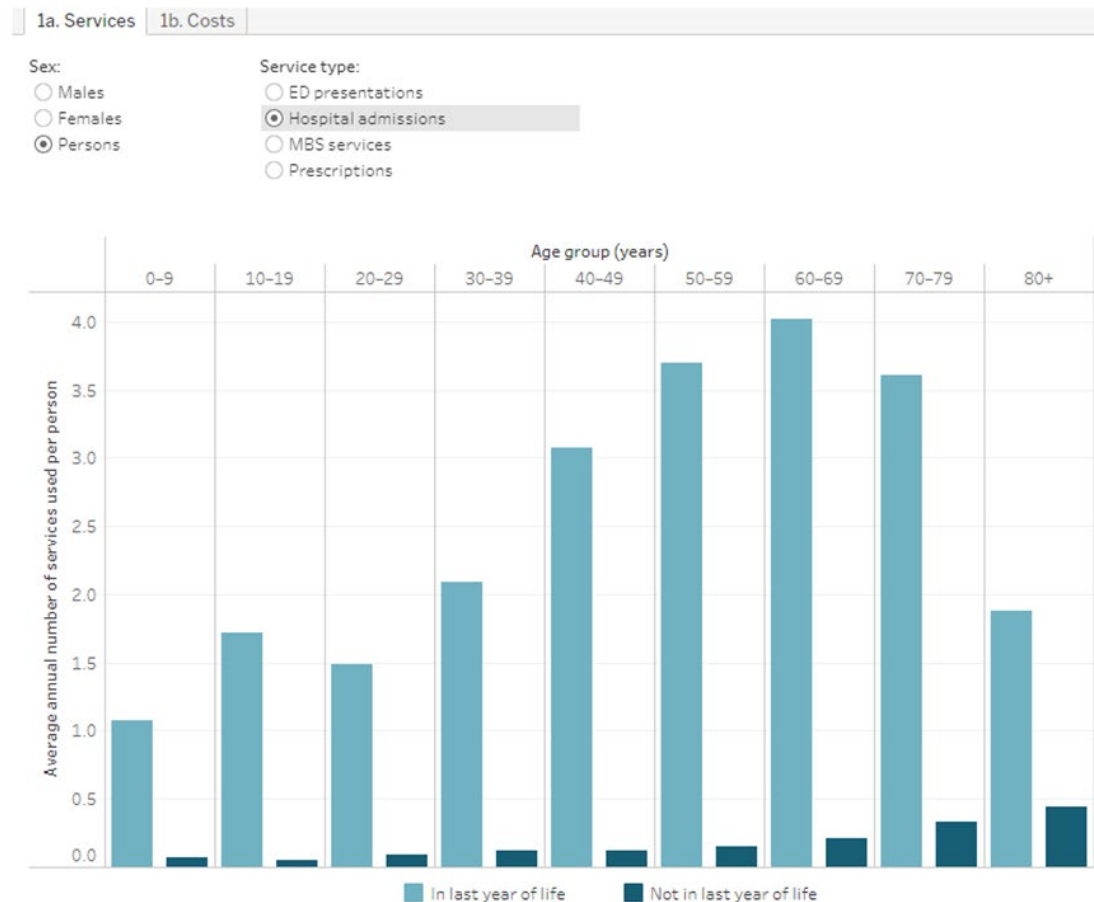 1a. Services 1b. Costs
Sex: Service type:
Males ED presentations
Females Hospital admissions
Persons MBS services
Prescriptions
Age group (years)
0–9 10–19 20–29 30–39 40–49 50–59 60–69 70–79 80+
Average annual number of services used per person
4.0
3.5
3.0
2.5
2.0
1.5
1.0
0.5
0.0
In last year of life Not in last year of life